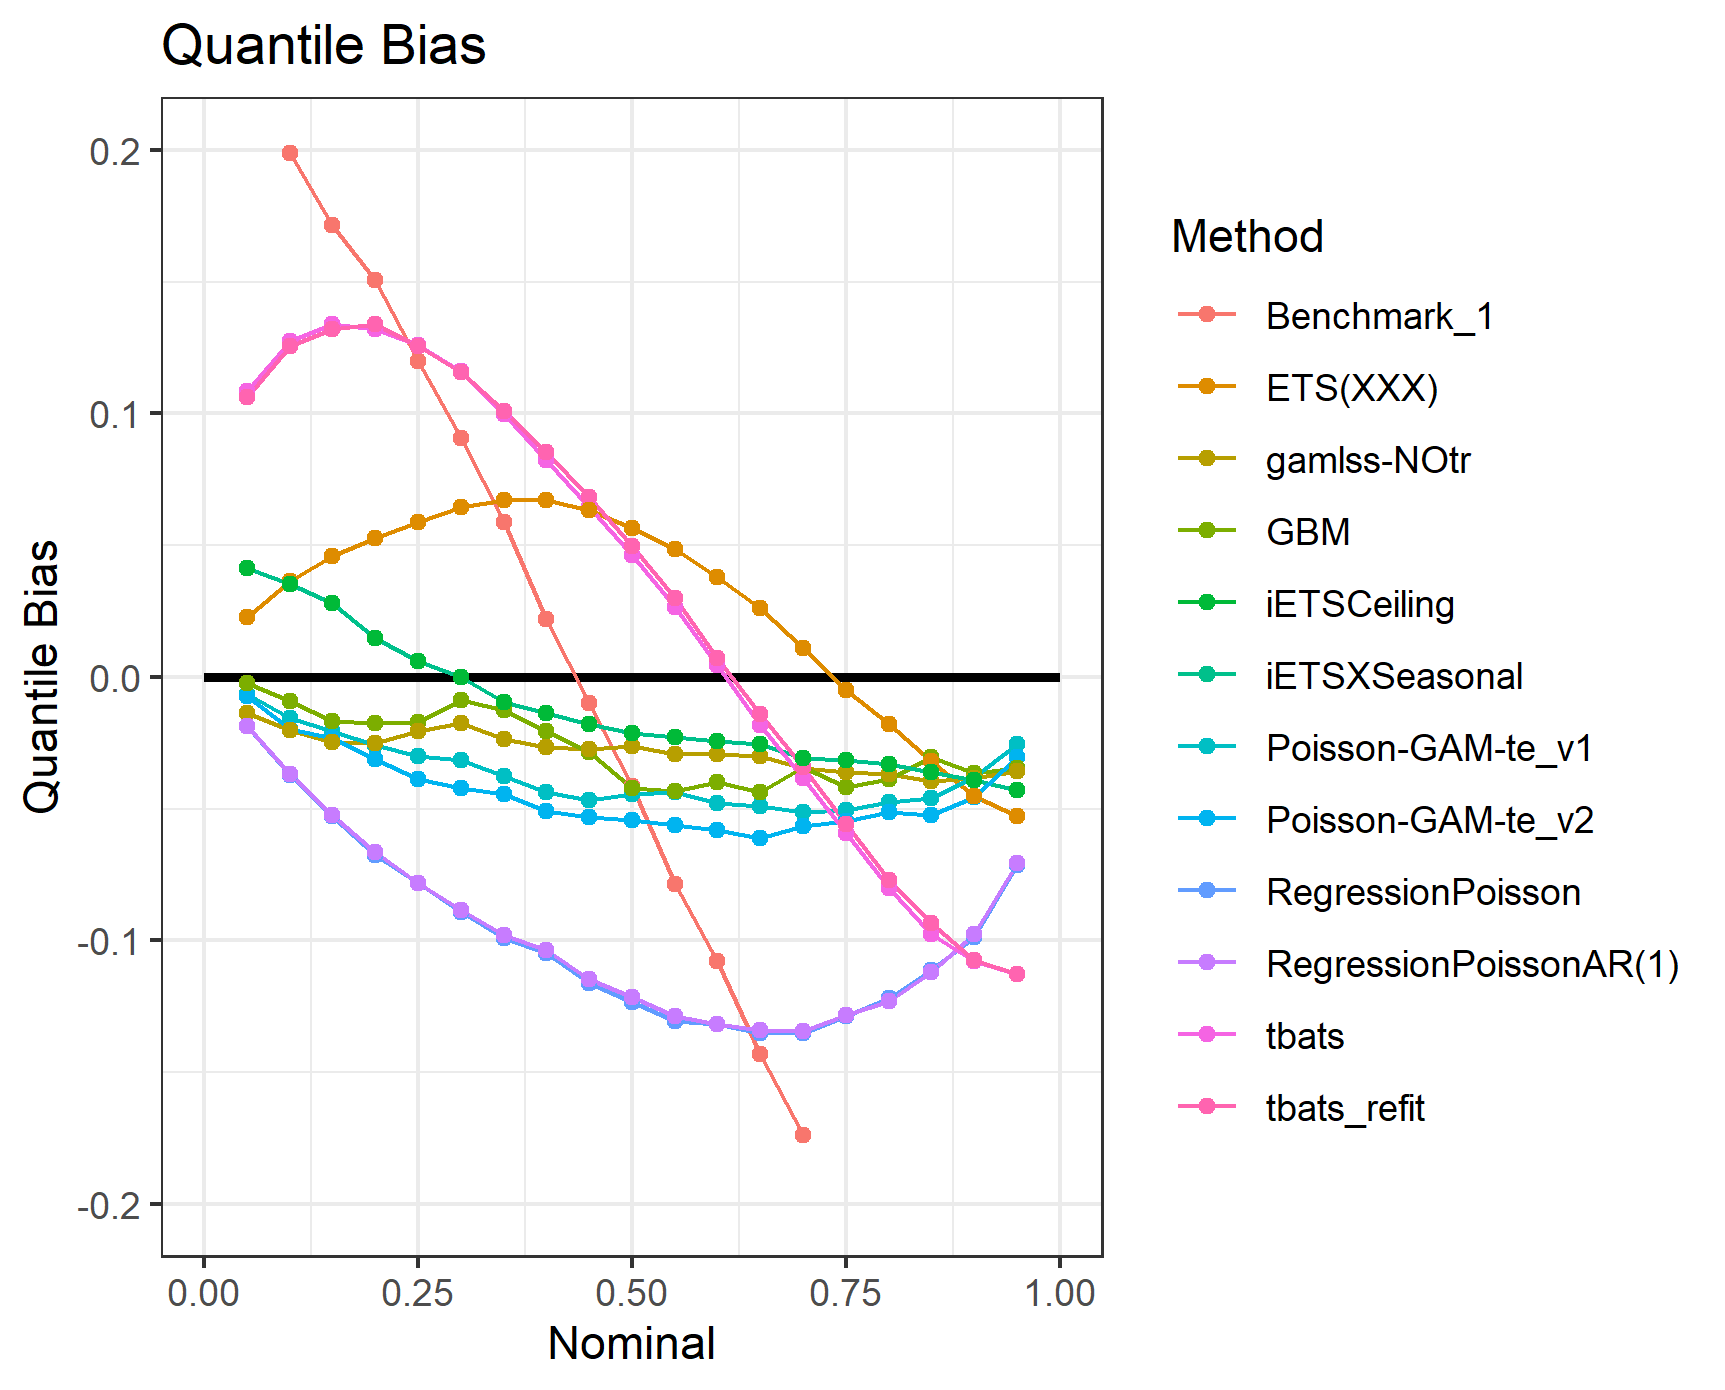 Quantile Bias
Quantile Bias
0.2
0.1
0.0
-0.1
-0.2
0.00
0.25
0.50
0.75
1.00
Nominal
Method
Benchmark_1
ETS(XXX)
gamlss-NOtr
GBM
iETSCeiling
iETSXSeasonal
Poisson-GAM-te_v1
Poisson-GAM-te_v2
RegressionPoisson
RegressionPoissonAR(1)
tbats
tbats_refit